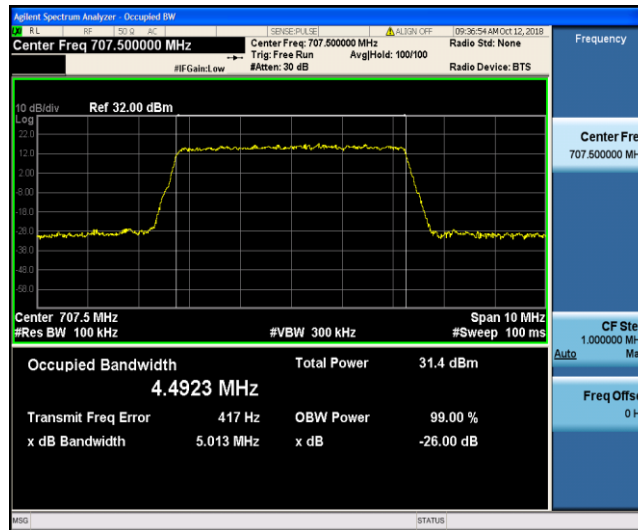 Agilent Spectrum Analyzer - Occupied BW
RL RF 50 Ω AC SENSE:PULSE ALIGN OFF 09:36:54 AM Oct 12, 2018
Center Freq 707.500000 MHz Center Freq: 707.500000 MHz Radio Std: None Frequency
Trig: Free Run Avg|Hold: 100/100
#IFGain:Low #Atten: 30 dB Radio Device: BTS
10 dB/div Ref 32.00 dBm
Log
22.0
12.0
2.00
-8.00
-18.0
-28.0
-38.0
-48.0
-58.0
Center Fre
707.500000 MH
Center 707.5 MHz Span 10 MHz
#Res BW 100 kHz #VBW 300 kHz #Sweep 100 ms
CF Ste
1.000000 MH
Auto Ma
Occupied Bandwidth Total Power 31.4 dBm
4.4923 MHz
Transmit Freq Error 417 Hz OBW Power 99.00 %
x dB Bandwidth 5.013 MHz x dB -26.00 dB
Freq Offse
0 H
MSG STATUS